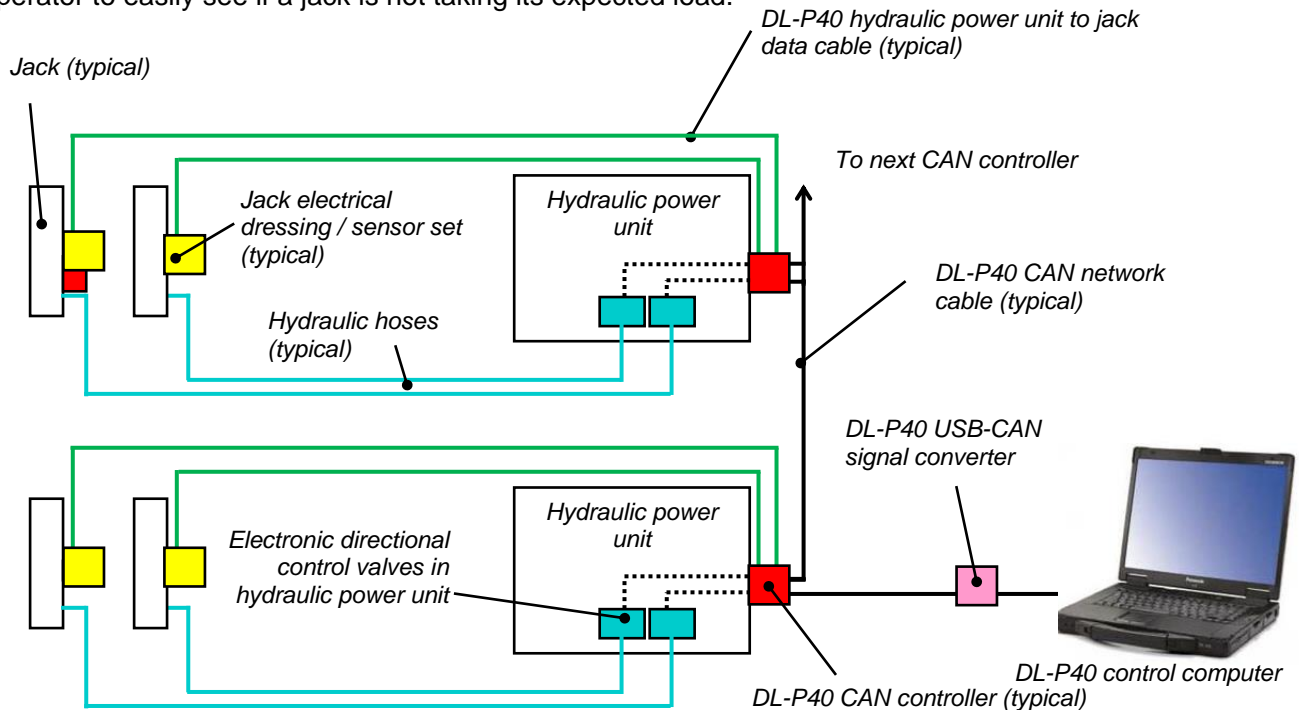 perator to easily see if a jack is not taking its expected load.
DL-P40 hydraulic power unit to jack
data cable (typical)
Jack (typical)
To next CAN controller
Jack electrical
dressing / sensor set
(typical)
Hydraulic power
unit
DL-P40 CAN network
cable (typical)
Hydraulic hoses
(typical)
DL-P40 USB-CAN
signal converter
Hydraulic power
unit
Electronic directional
control valves in
hydraulic power unit
Panasonic
DL-P40 control computer
DL-P40 CAN controller (typical)